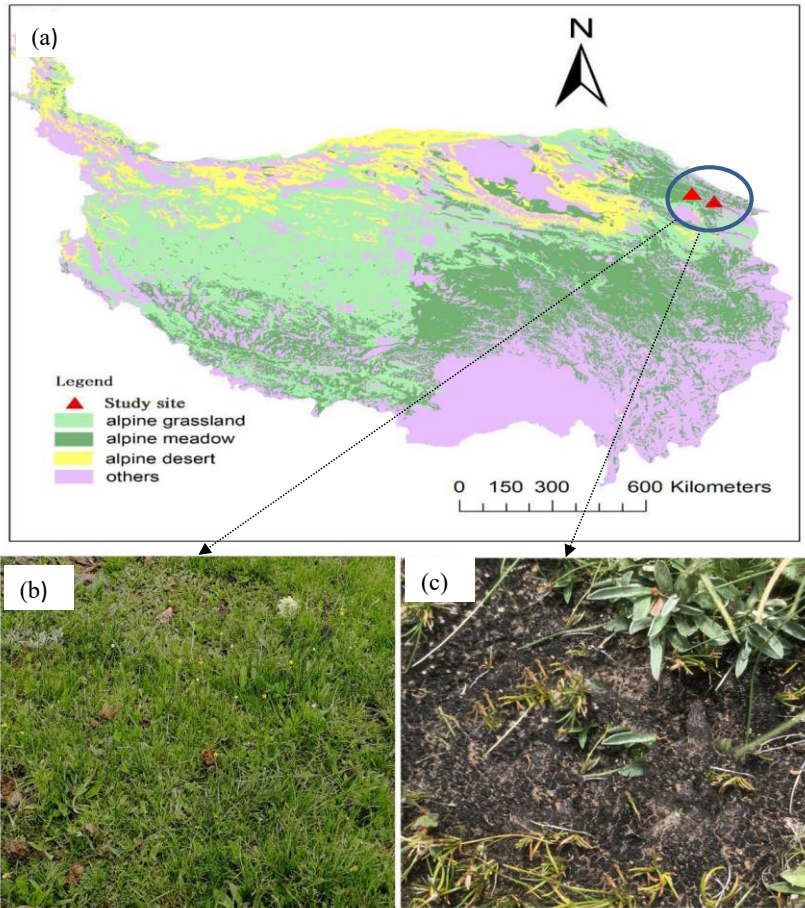 (a)
N
Legend
Study site
alpine grassland
alpine meadow
alpine desert
others
0 150 300 600 Kilometers
(b)
(c)